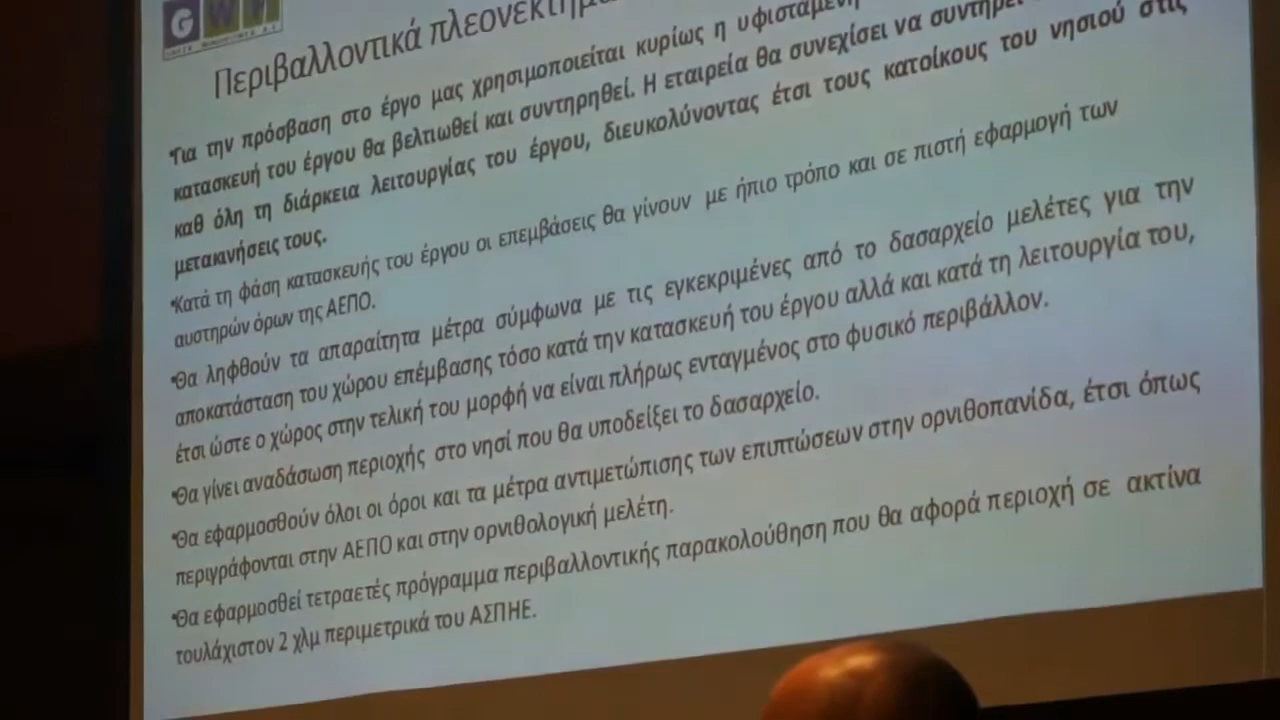 GWP
Περιβαλλοντικά
•Για την πρόσβαση στο έργο μας χρησιμοποιείται κυρίως η
κατασκευή του έργου θα βελτιωθεί και συντηρηθεί. Η εταιρεία θα συνεχίσει να
καθ όλη τη διάρκεια λειτουργίας του έργου, διευκολύνοντας έτσι τους κατοίκους του νησιού στις
μετακινήσεις τους.
•Κατά τη φάση κατασκευής του έργου οι επεμβάσεις θα γίνουν με ήπιο τρόπο και σε πιστή εφαρμογή των
αυστηρών όρων της ΑΕΠΟ.
•Θα ληφθούν τα απαραίτητα μέτρα σύμφωνα με τις εγκεκριμένες από το δασαρχείο μελέτες για την
αποκατάσταση του χώρου επέμβασης τόσο κατά την κατασκευή του έργου αλλά και κατά τη λειτουργία του,
έτσι ώστε ο χώρος στην τελική του μορφή να είναι πλήρως ενταγμένος στο φυσικό περιβάλλον.
•Θα γίνει αναδάσωση περιοχής στο νησί που θα υποδείξει το δασαρχείο.
•Θα εφαρμοσθούν όλοι οι όροι και τα μέτρα αντιμετώπισης των επιπτώσεων στην ορνιθοπανίδα, έτσι όπως
περιγράφονται στην ΑΕΠΟ και στην ορνιθολογική μελέτη.
•Θα εφαρμοσθεί τετραετές πρόγραμμα περιβαλλοντικής παρακολούθηση που θα αφορά περιοχή σε ακτίνα
τουλάχιστον 2 χλμ περιμετρικά του ΑΣΠΗΕ.